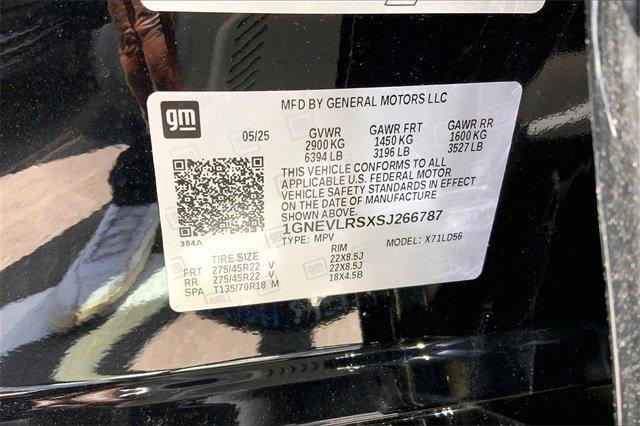 MFD BY GENERAL MOTORS LLC
gm
05/25 GVWR GAWR FRT GAWR RR
2900 KG 1450 KG 1600 KG
6394 LB 3196 LB 3527 LB
THIS VEHICLE CONFORMS TO ALL
APPLICABLE U.S. FEDERAL MOTOR
VEHICLE SAFETY STANDARDS IN EFFECT
ON THE DATE OF MANUFACTURE
SHOWN ABOVE.
1GNEVLRSXSJ266787
384A
TYPE: MPV MODEL: X71LD56
TIRE SIZE RIM
FRT 275/45R22 V 22X8.5J
RR 275/45R22 V 22X8.5J
SPA T135/70R18 M 18X4.5B